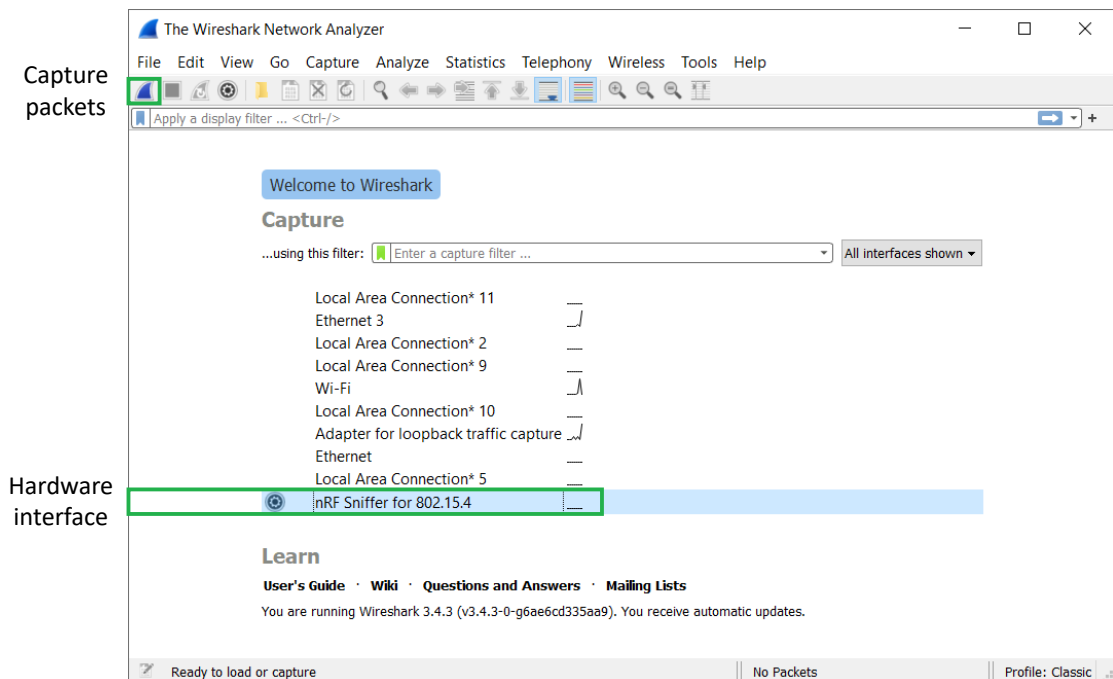 The Wireshark Network Analyzer
File Edit View Go Capture Analyze Statistics Telephony Wireless Tools Help
Capture
packets
Apply a display filter ... <Ctrl-/>
+
Welcome to Wireshark
Capture
...using this filter: Enter a capture filter ... All interfaces shown
Local Area Connection* 11
Ethernet 3
Local Area Connection* 2
Local Area Connection* 9
Wi-Fi
Local Area Connection* 10
Adapter for loopback traffic capture
Ethernet
Local Area Connection* 5
Hardware
interface
nRF Sniffer for 802.15.4
Learn
User's Guide · Wiki · Questions and Answers · Mailing Lists
You are running Wireshark 3.4.3 (v3.4.3-0-g6ae6cd335aa9). You receive automatic updates.
Ready to load or capture No Packets Profile: Classic